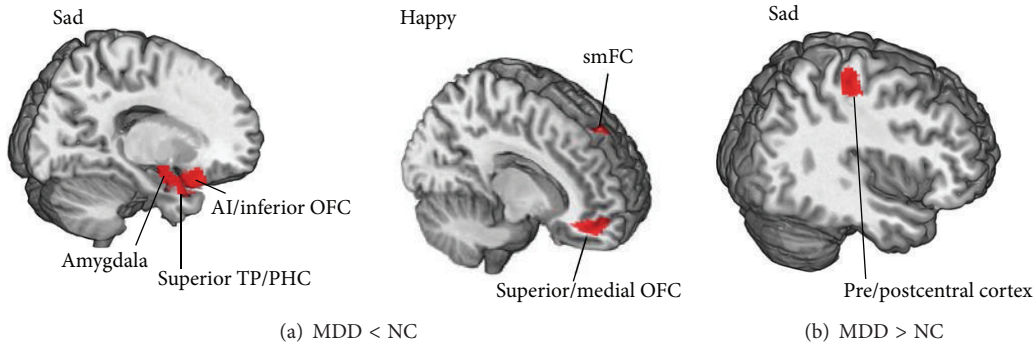 Sad
Happy
Sad
smFC
AI/inferior OFC
Amygdala
Superior TP/PHC
Superior/medial OFC
Pre/postcentral cortex
(a) MDD < NC
(b) MDD > NC